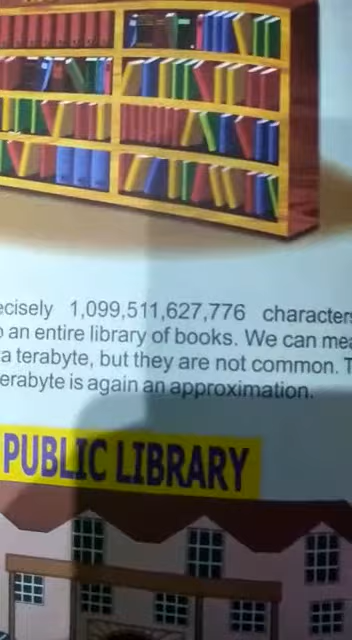 ecisely 1,099,511,627,776 characters
o an entire library of books. We can mea
a terabyte, but they are not common. T
erabyte is again an approximation.
PUBLIC LIBRARY